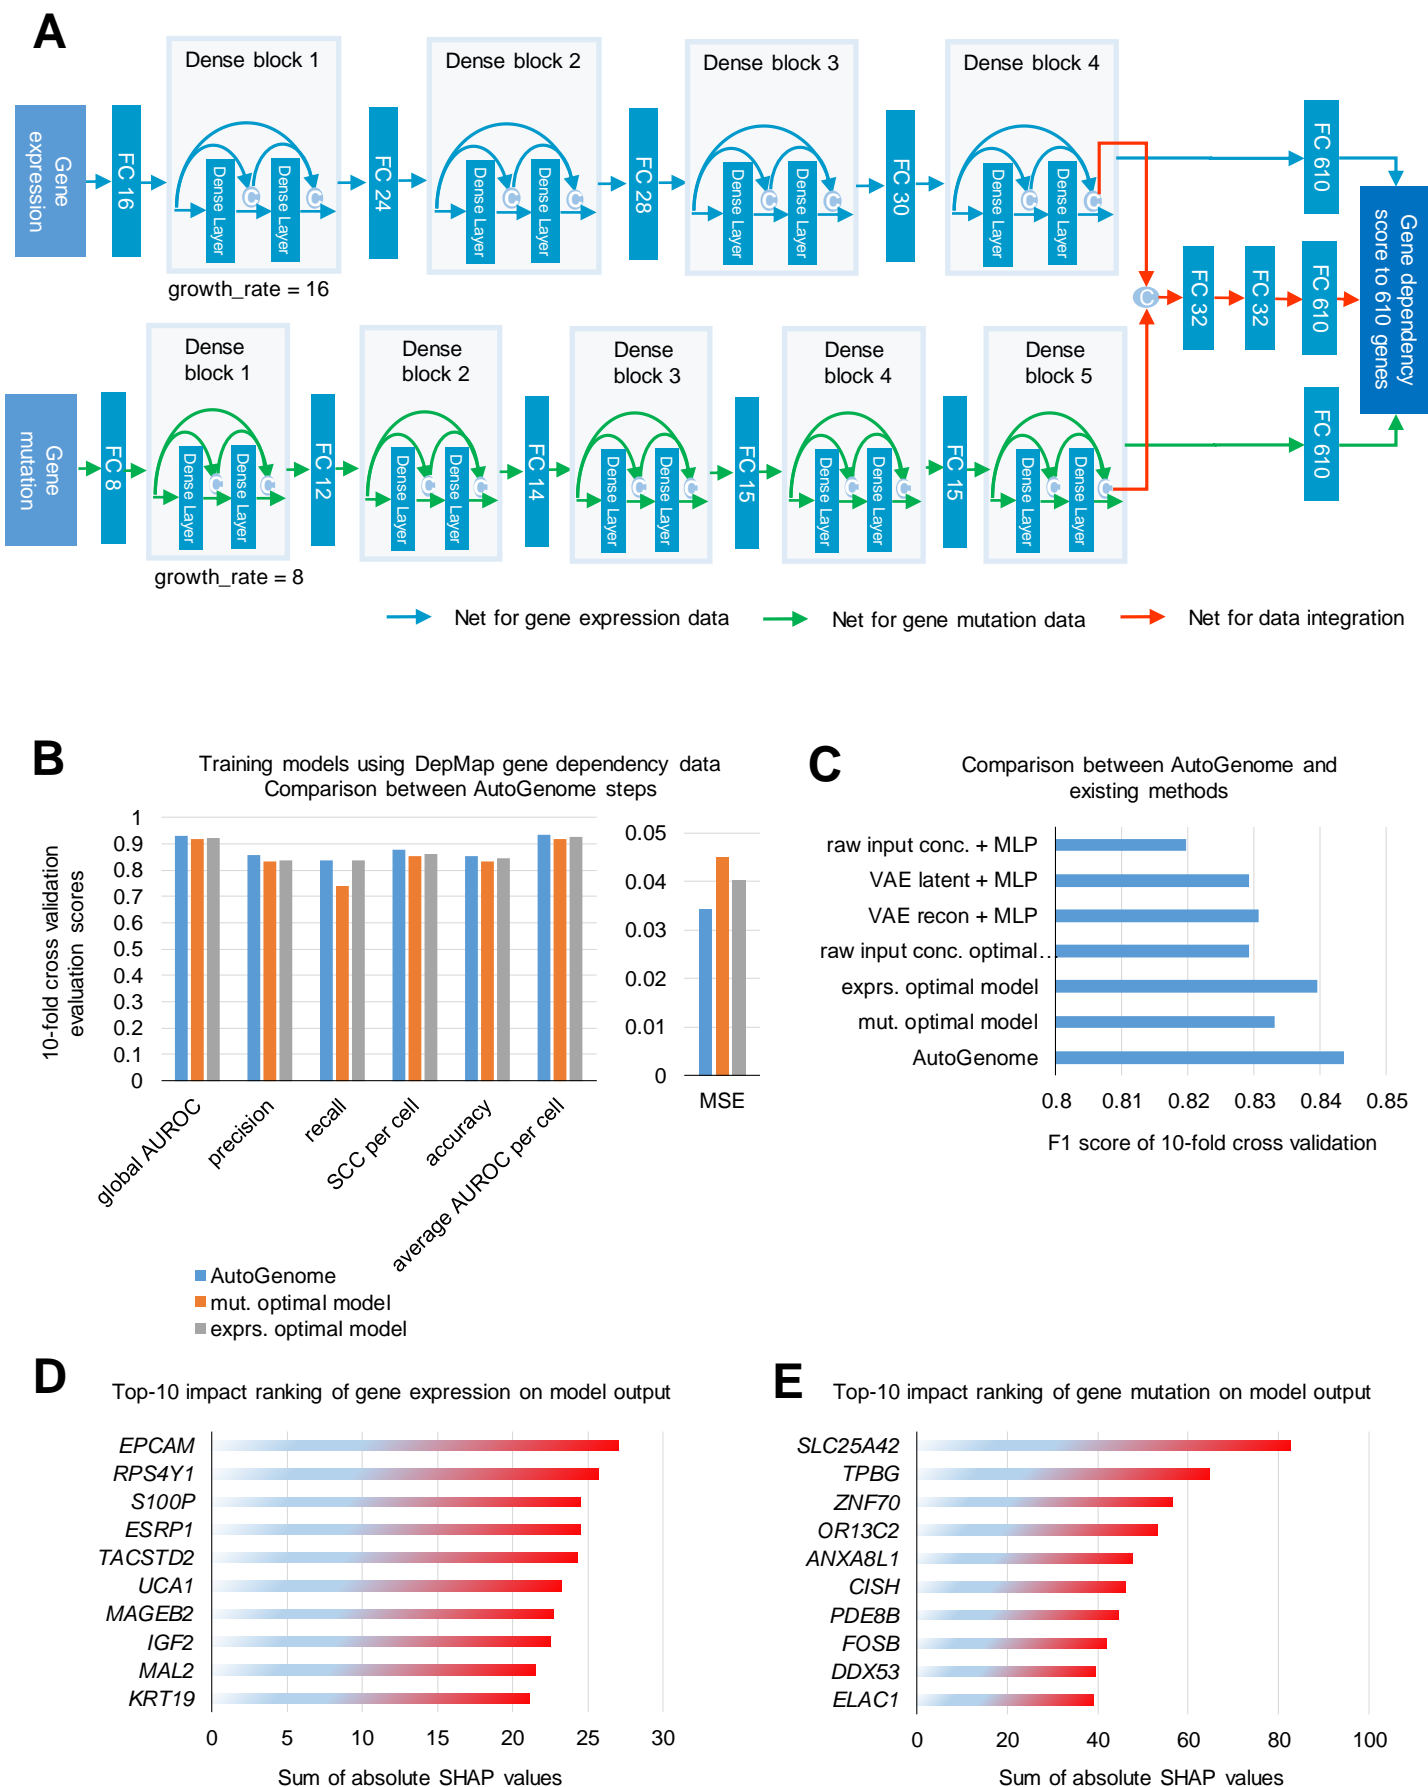 A
Dense block 1
Dense block 2
Dense block 3
Dense block 4
Gene
expression
FC 16
Dense Layer
Dense Layer
FC 24
Dense Layer
Dense Layer
FC 28
Dense Layer
Dense Layer
FC 30
Dense Layer
Dense Layer
FC 610
C
C
C
C
C
C
C
C
growth_rate = 16
C
FC 32
FC 32
FC 610
Gene dependency
score to 610 genes
Dense
block 1
Dense
block 2
Dense
block 3
Dense
block 4
Dense
block 5
Gene
mutation
FC 8
Dense Layer
Dense Layer
FC 12
Dense Layer
Dense Layer
FC 14
Dense Layer
Dense Layer
FC 15
Dense Layer
Dense Layer
FC 15
Dense Layer
Dense Layer
FC 610
C
C
C
C
C
C
C
C
C
C
growth_rate = 8
Net for gene expression data
Net for gene mutation data
Net for data integration
B
Training models using DepMap gene dependency data
Comparison between AutoGenome steps
10-fold cross validation
evaluation scores
1
0.9
0.8
0.7
0.6
0.5
0.4
0.3
0.2
0.1
0
global AUROC
precision
recall
SCC per cell
accuracy
average AUROC per cell
0.05
0.04
0.03
0.02
0.01
0
MSE
AutoGenome
mut. optimal model
exprs. optimal model
C
Comparison between AutoGenome and
existing methods
raw input conc. + MLP
VAE latent + MLP
VAE recon + MLP
raw input conc. optimal…
exprs. optimal model
mut. optimal model
AutoGenome
0.8 0.81 0.82 0.83 0.84 0.85
F1 score of 10-fold cross validation
D
Top-10 impact ranking of gene expression on model output
EPCAM
RPS4Y1
S100P
ESRP1
TACSTD2
UCA1
MAGEB2
IGF2
MAL2
KRT19
0 5 10 15 20 25 30
Sum of absolute SHAP values
E
Top-10 impact ranking of gene mutation on model output
SLC25A42
TPBG
ZNF70
OR13C2
ANXA8L1
CISH
PDE8B
FOSB
DDX53
ELAC1
0 20 40 60 80 100
Sum of absolute SHAP values